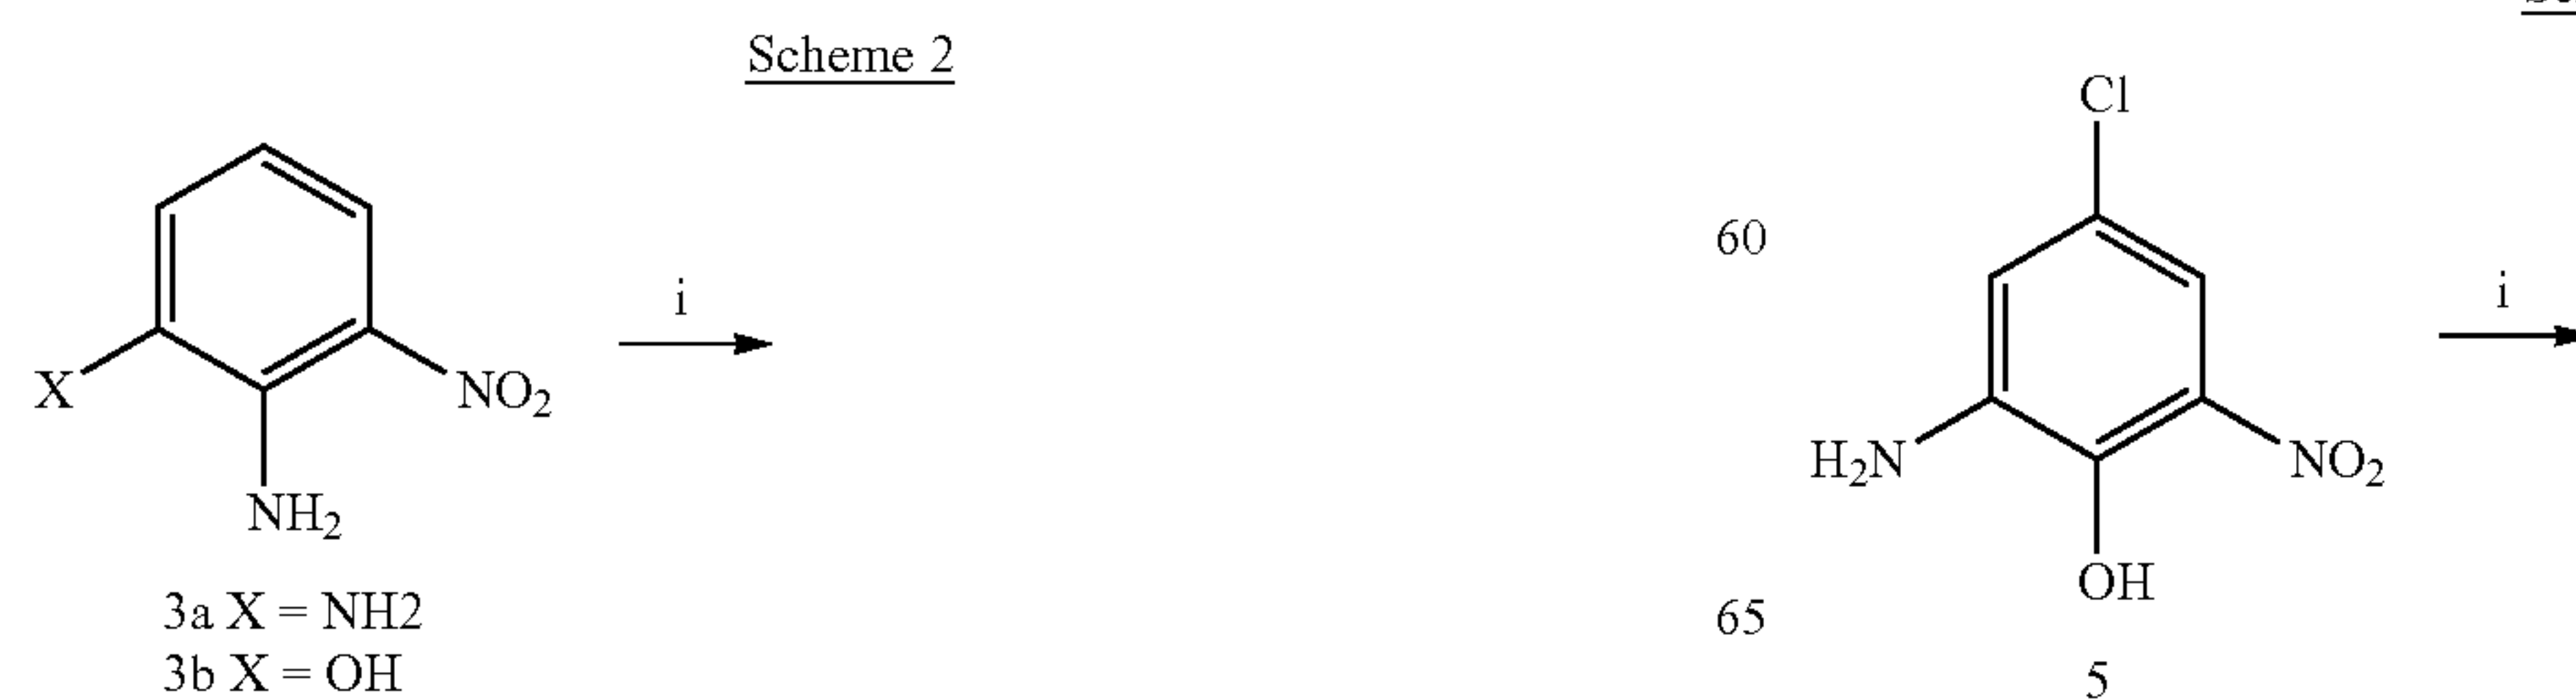 Scheme 2
X
NO₂
NH₂
i
3a X = NH2
3b X = OH
60
65
Cl
H₂N
NO₂
OH
i
5